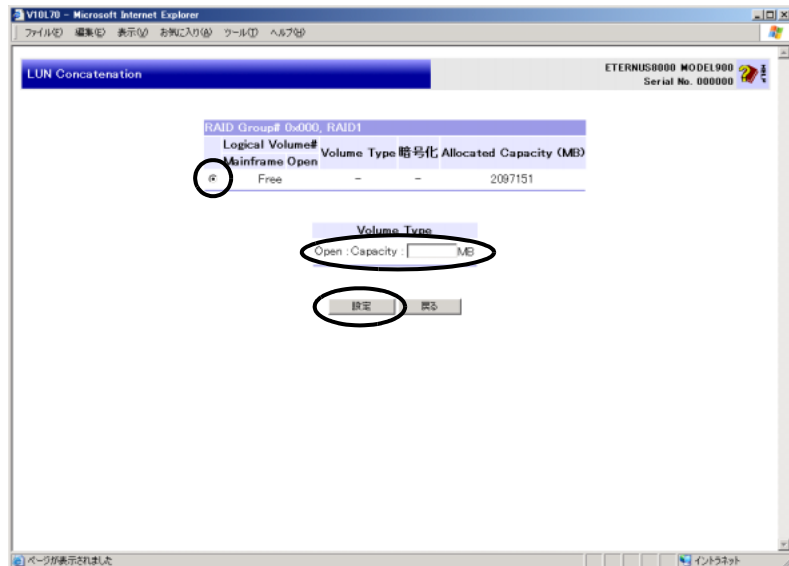 V10L70 - Microsoft Internet Explorer
ファイル(F) 編集(E) 表示(V) お気に入り(A) ツール(T) ヘルプ(H)
LUN Concatenation
ETERNUS8000 MODEL900
Serial No. 000000
HELP
RAID Group# 0x000, RAID1
Logical Volume#
Mainframe Open
Volume Type 暗号化 Allocated Capacity (MB)
Free - - 2097151
Volume Type
Open : Capacity : MB
設定 戻る
ページが表示されました
イントラネット